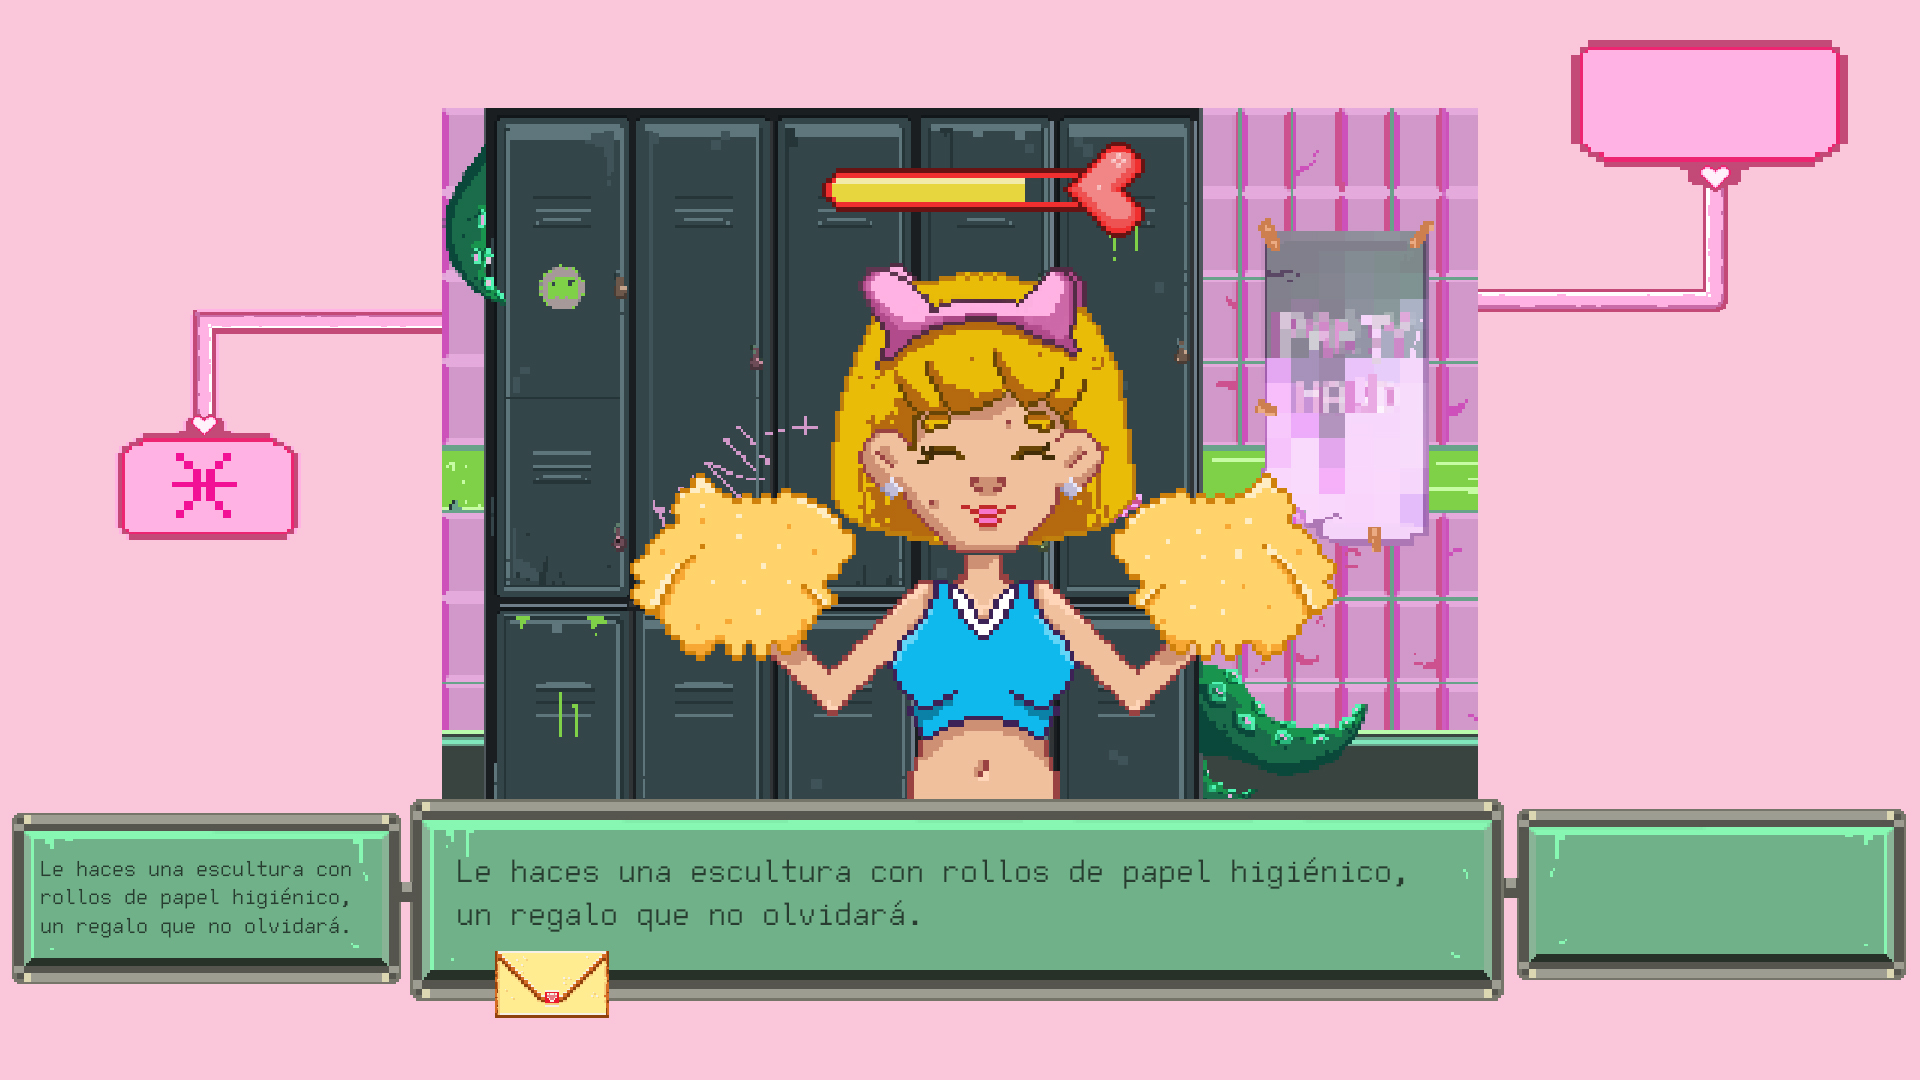 PARTY
HARD
Le haces una escultura con
rollos de papel higiénico,
un regalo que no olvidará.
Le haces una escultura con rollos de papel higiénico,
un regalo que no olvidará.